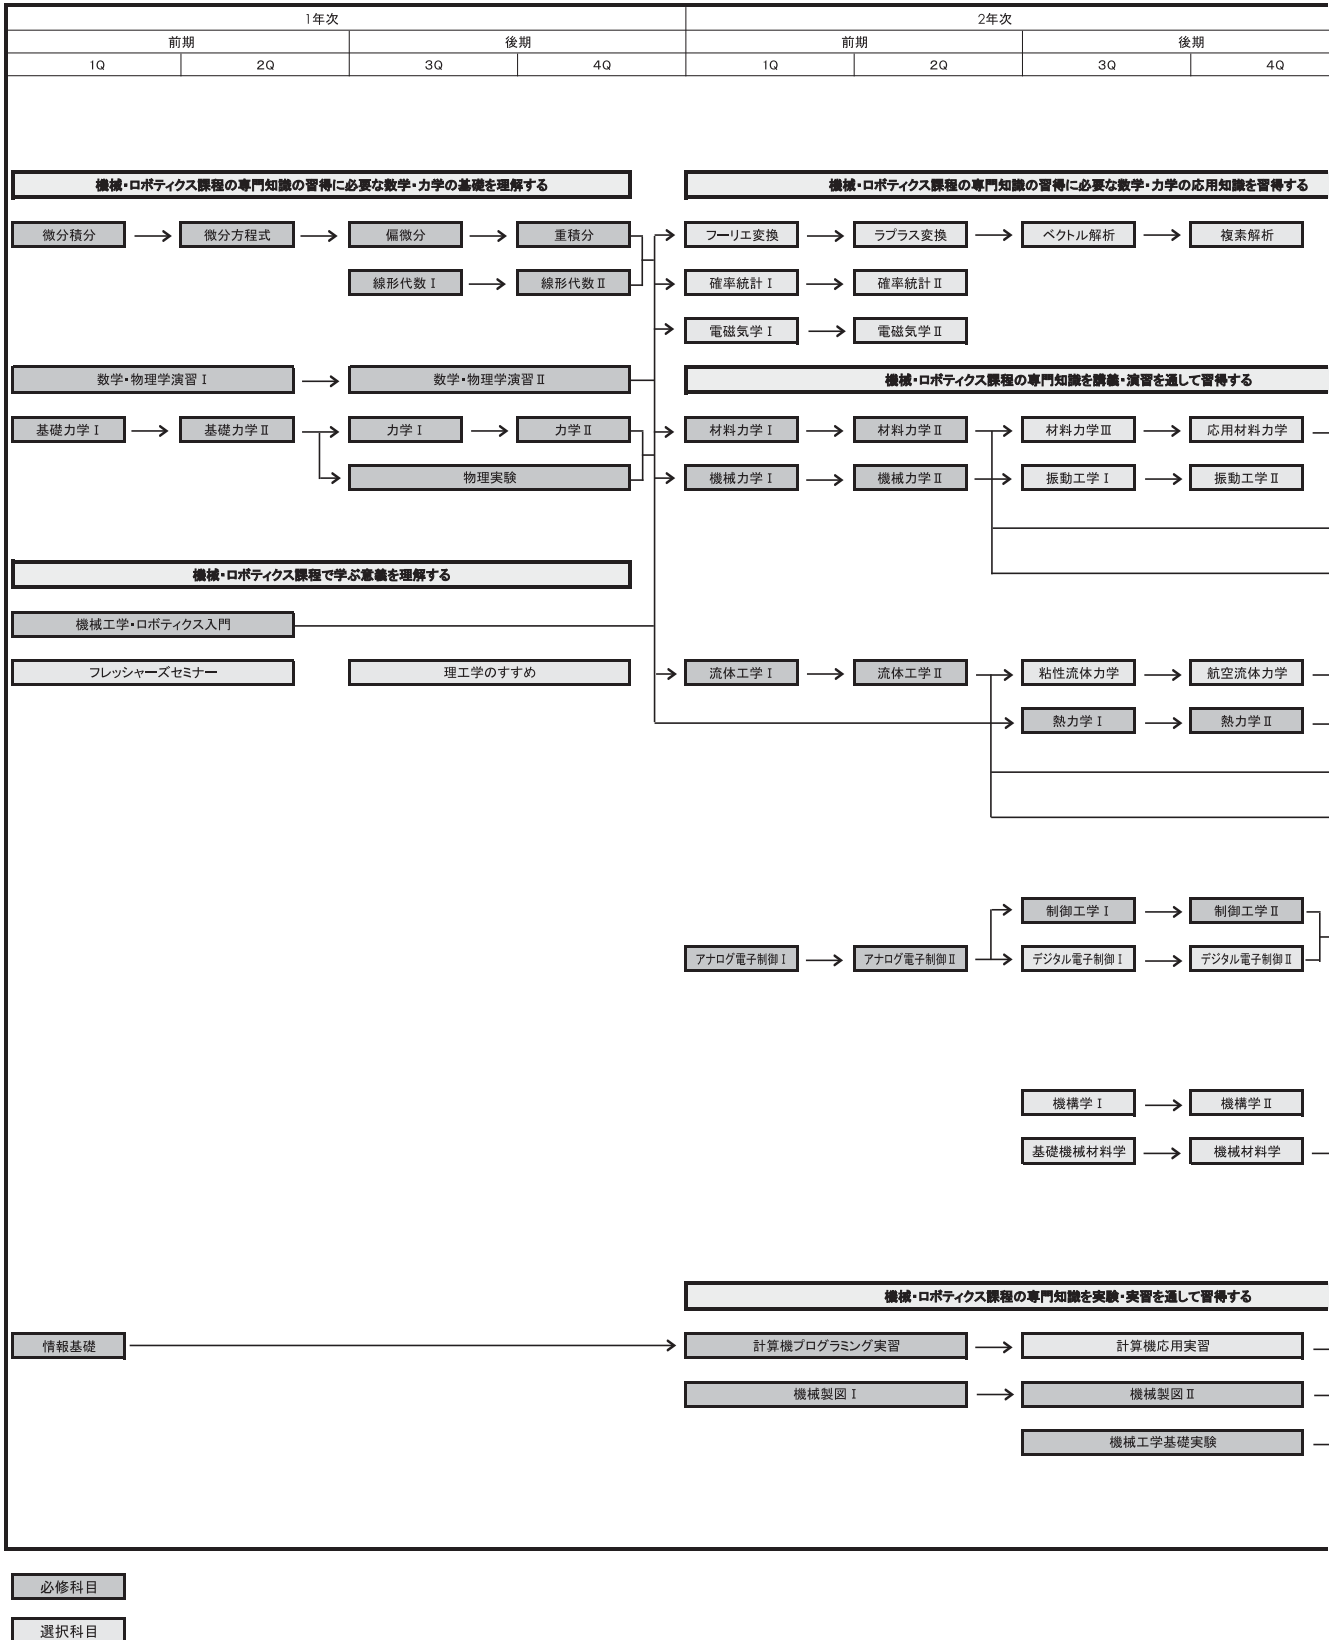 1年次
2年次
前期
後期
前期
後期
1Q
2Q
3Q
4Q
1Q
2Q
3Q
4Q
機械・ロボティクス課程の専門知識の習得に必要な数学・力学の基礎を理解する
機械・ロボティクス課程の専門知識の習得に必要な数学・力学の応用知識を習得する
微分積分
微分方程式
偏微分
重積分
フーリエ変換
ラプラス変換
ベクトル解析
複素解析
線形代数Ⅰ
線形代数Ⅱ
確率統計Ⅰ
確率統計Ⅱ
電磁気学Ⅰ
電磁気学Ⅱ
数学・物理学演習Ⅰ
数学・物理学演習Ⅱ
機械・ロボティクス課程の専門知識を講義・演習を通して習得する
基礎力学Ⅰ
基礎力学Ⅱ
力学Ⅰ
力学Ⅱ
材料力学Ⅰ
材料力学Ⅱ
材料力学Ⅲ
応用材料力学
物理実験
機械力学Ⅰ
機械力学Ⅱ
振動工学Ⅰ
振動工学Ⅱ
機械・ロボティクス課程で学ぶ意義を理解する
機械工学・ロボティクス入門
フレッシャーズセミナー
理工学のすすめ
流体工学Ⅰ
流体工学Ⅱ
粘性流体力学
航空流体力学
熱力学Ⅰ
熱力学Ⅱ
制御工学Ⅰ
制御工学Ⅱ
アナログ電子制御Ⅰ
アナログ電子制御Ⅱ
デジタル電子制御Ⅰ
デジタル電子制御Ⅱ
機構学Ⅰ
機構学Ⅱ
基礎機械材料学
機械材料学
機械・ロボティクス課程の専門知識を実験・実習を通して習得する
情報基礎
計算機プログラミング実習
計算機応用実習
機械製図Ⅰ
機械製図Ⅱ
機械工学基礎実験
必修科目
選択科目